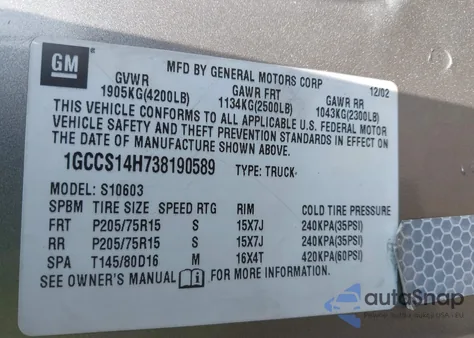 GM
MFD BY GENERAL MOTORS CORP
12/02
GVWR GAWR FRT GAWR RR
1905KG(4200LB) 1134KG(2500LB) 1043KG(2300LB)
THIS VEHICLE CONFORMS TO ALL APPLICABLE U.S. FEDERAL MOTOR
VEHICLE SAFETY AND THEFT PREVENTION STANDARDS IN EFFECT ON
THE DATE OF MANUFACTURE SHOWN ABOVE.
1GCCS14H738190589 TYPE: TRUCK
MODEL: S10603
SPBM TIRE SIZE SPEED RTG RIM COLD TIRE PRESSURE
FRT P205/75R15 S 15X7J 240KPA(35PSI)
RR P205/75R15 S 15X7J 240KPA(35PSI)
SPA T145/80D16 M 16X4T 420KPA(60PSI)
SEE OWNER'S MANUAL FOR MORE INFORMATION.
autoSnap